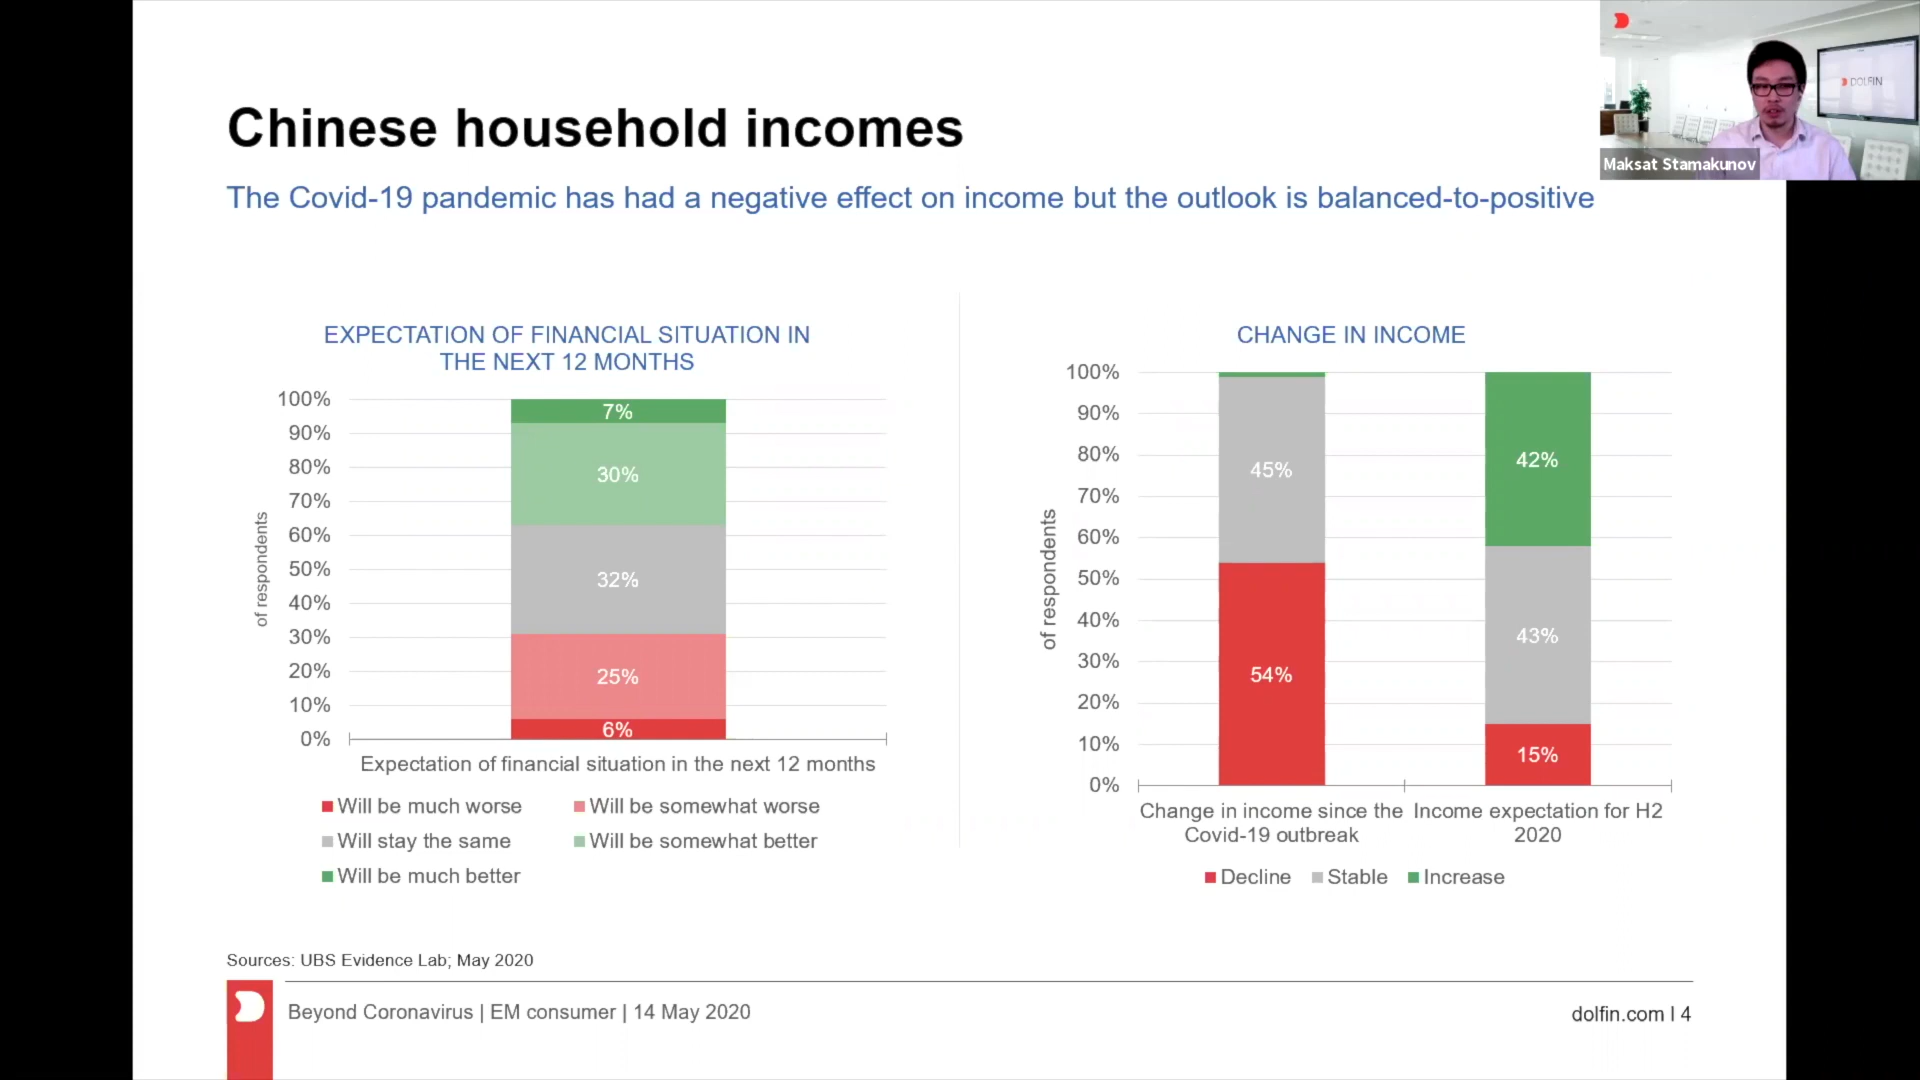 Chinese household incomes
The Covid-19 pandemic has had a negative effect on income but the outlook is balanced-to-positive
DOLFIN
Maksat Stamakunov
EXPECTATION OF FINANCIAL SITUATION IN
THE NEXT 12 MONTHS
100%
90%
80%
70%
60%
50%
40%
30%
20%
10%
0%
of respondents
7%
30%
32%
25%
6%
Expectation of financial situation in the next 12 months
Will be much worse
Will be somewhat worse
Will stay the same
Will be somewhat better
Will be much better
CHANGE IN INCOME
100%
90%
80%
70%
60%
50%
40%
30%
20%
10%
0%
of respondents
45%
54%
42%
43%
15%
Change in income since the
Covid-19 outbreak
Income expectation for H2
2020
Decline
Stable
Increase
Sources: UBS Evidence Lab; May 2020
Beyond Coronavirus | EM consumer | 14 May 2020
dolfin.com | 4